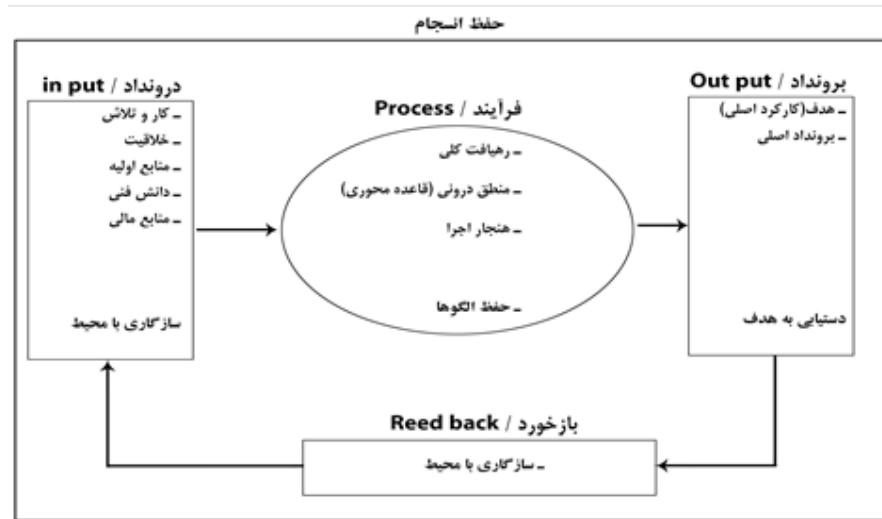 حفظ انسجام
درونداد / in put
ـ کار و تلاش
ـ خلاقیت
ـ منابع اولیه
ـ دانش فنی
ـ منابع مالی
سازگاری با محیط
فرآیند / Process
ـ رهیافت کلی
ـ منطق درونی (قاعده محوری)
ـ هنجار اجرا
ـ حفظ الگوها
برونداد / Out put
ـ هدف(کارکرد اصلی)
ـ برونداد اصلی
دستیابی به هدف
بازخورد / Reed back
ـ سازگاری با محیط